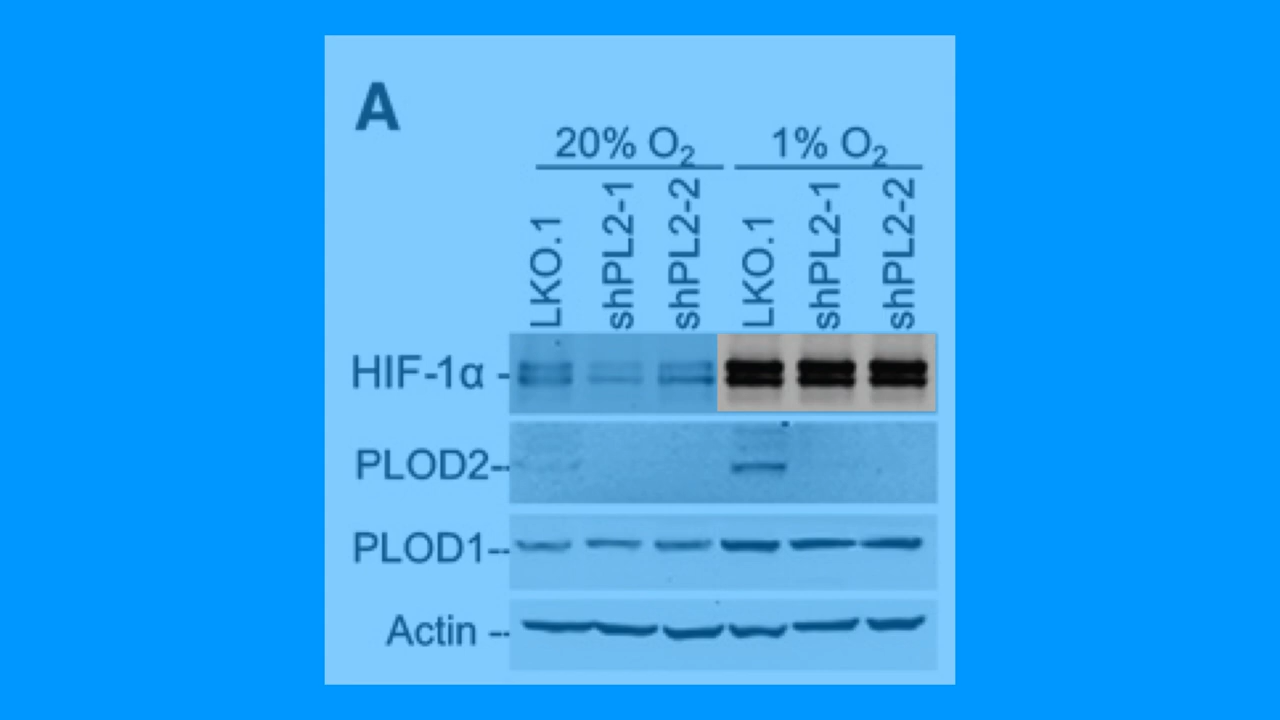 A
20% O₂ 1% O₂
LKO.1 shPL2-1 shPL2-2 LKO.1 shPL2-1 shPL2-2
HIF-1α -
PLOD2--
PLOD1--
Actin --